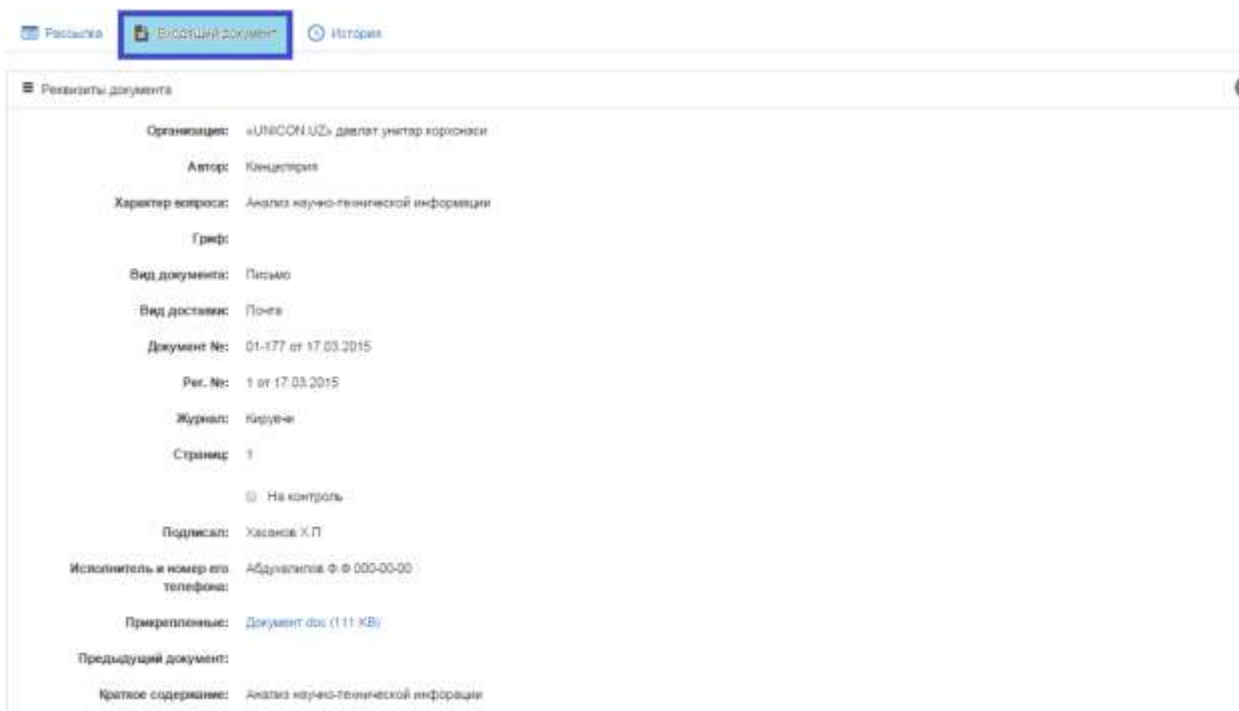 Рассылка Входящий документ История
Реквизиты документа
Организация: «UNICON.UZ» давлат унитар корхонаси
Автор: Канцелярия
Характер вопроса: Анализ научно-технической информации
Гриф:
Вид документа: Письмо
Вид доставки: Почта
Документ №: 01-177 от 17.03.2015
Рег. №: 1 от 17.03.2015
Журнал: Кирувчи
Страниц: 1
На контроль
Подписал: Хасанов Х.П
Исполнитель и номер его Абдухалилов Ф.Ф 000-00-00
телефона:
Прикрепленные: Документ.doc (111 KB)
Предыдущий документ:
Краткое содержание: Анализ научно-технической инфорации